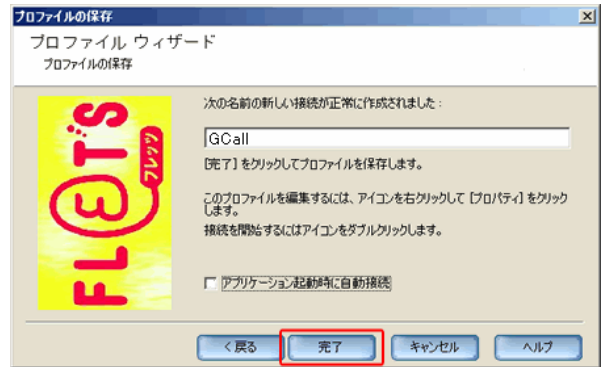 プロファイルの保存
プロファイル ウィザード
プロファイルの保存
次の名前の新しい接続が正常に作成されました:
GCall
[完了] をクリックしてプロファイルを保存します。
このプロファイルを編集するには、アイコンを右クリックして [プロパティ] をクリック
します。
接続を開始するにはアイコンをダブルクリックします。
アプリケーション起動時に自動接続
FLET'S
フレッツ
< 戻る
完了
キャンセル
ヘルプ